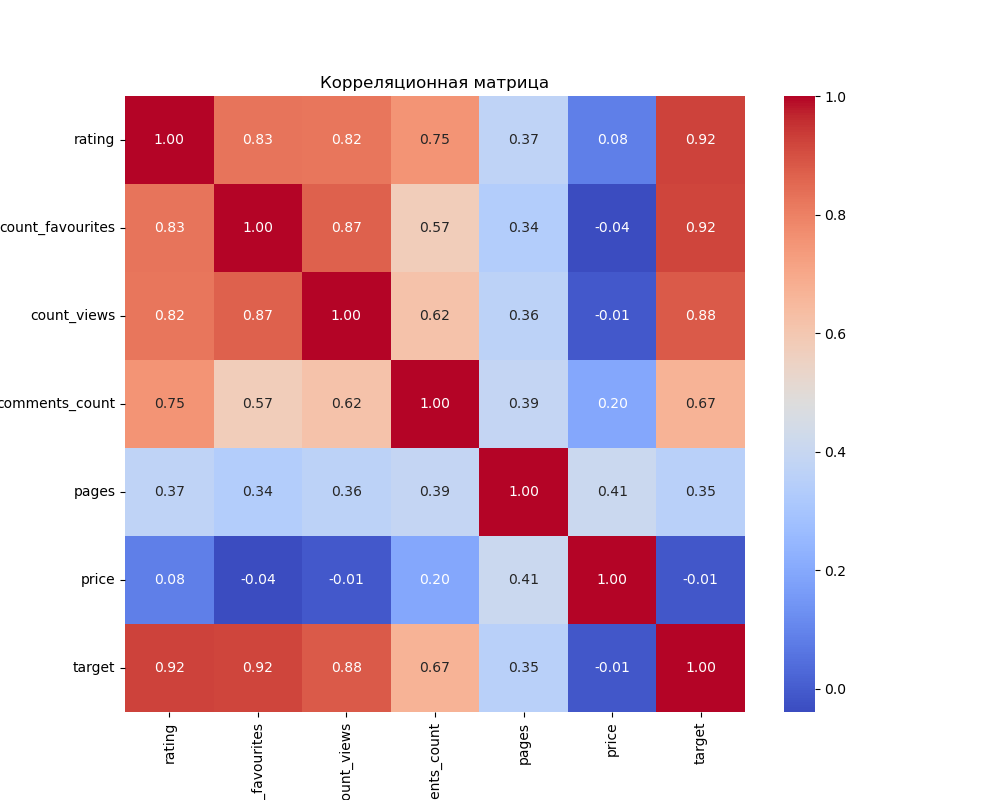 Корреляционная матрица
rating 1.00 0.83 0.82 0.75 0.37 0.08 0.92
count_favourites 0.83 1.00 0.87 0.57 0.34 -0.04 0.92
count_views 0.82 0.87 1.00 0.62 0.36 -0.01 0.88
comments_count 0.75 0.57 0.62 1.00 0.39 0.20 0.67
pages 0.37 0.34 0.36 0.39 1.00 0.41 0.35
price 0.08 -0.04 -0.01 0.20 0.41 1.00 -0.01
target 0.92 0.92 0.88 0.67 0.35 -0.01 1.00
rating _favourites ount_views ents_count pages price target
1.0
0.8
0.6
0.4
0.2
0.0